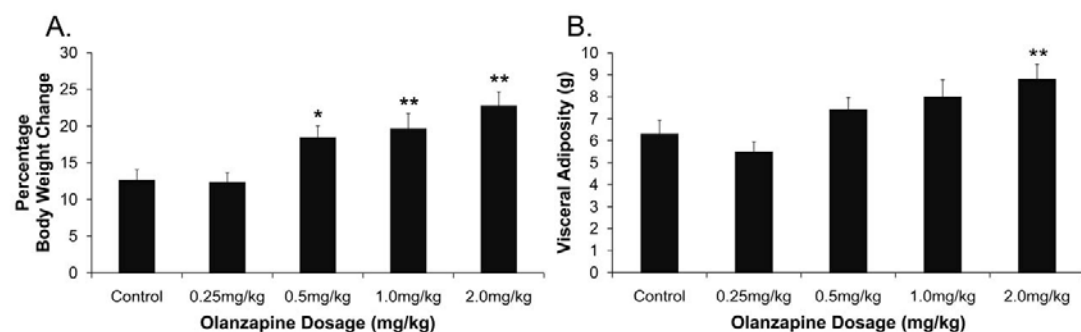 A.
30
25
20
15
10
5
0
Percentage
Body Weight Change
*
**
**
Control 0.25mg/kg 0.5mg/kg 1.0mg/kg 2.0mg/kg
Olanzapine Dosage (mg/kg)
B.
10
9
8
7
6
5
4
3
2
1
0
Visceral Adiposity (g)
**
Control 0.25mg/kg 0.5mg/kg 1.0mg/kg 2.0mg/kg
Olanzapine Dosage (mg/kg)